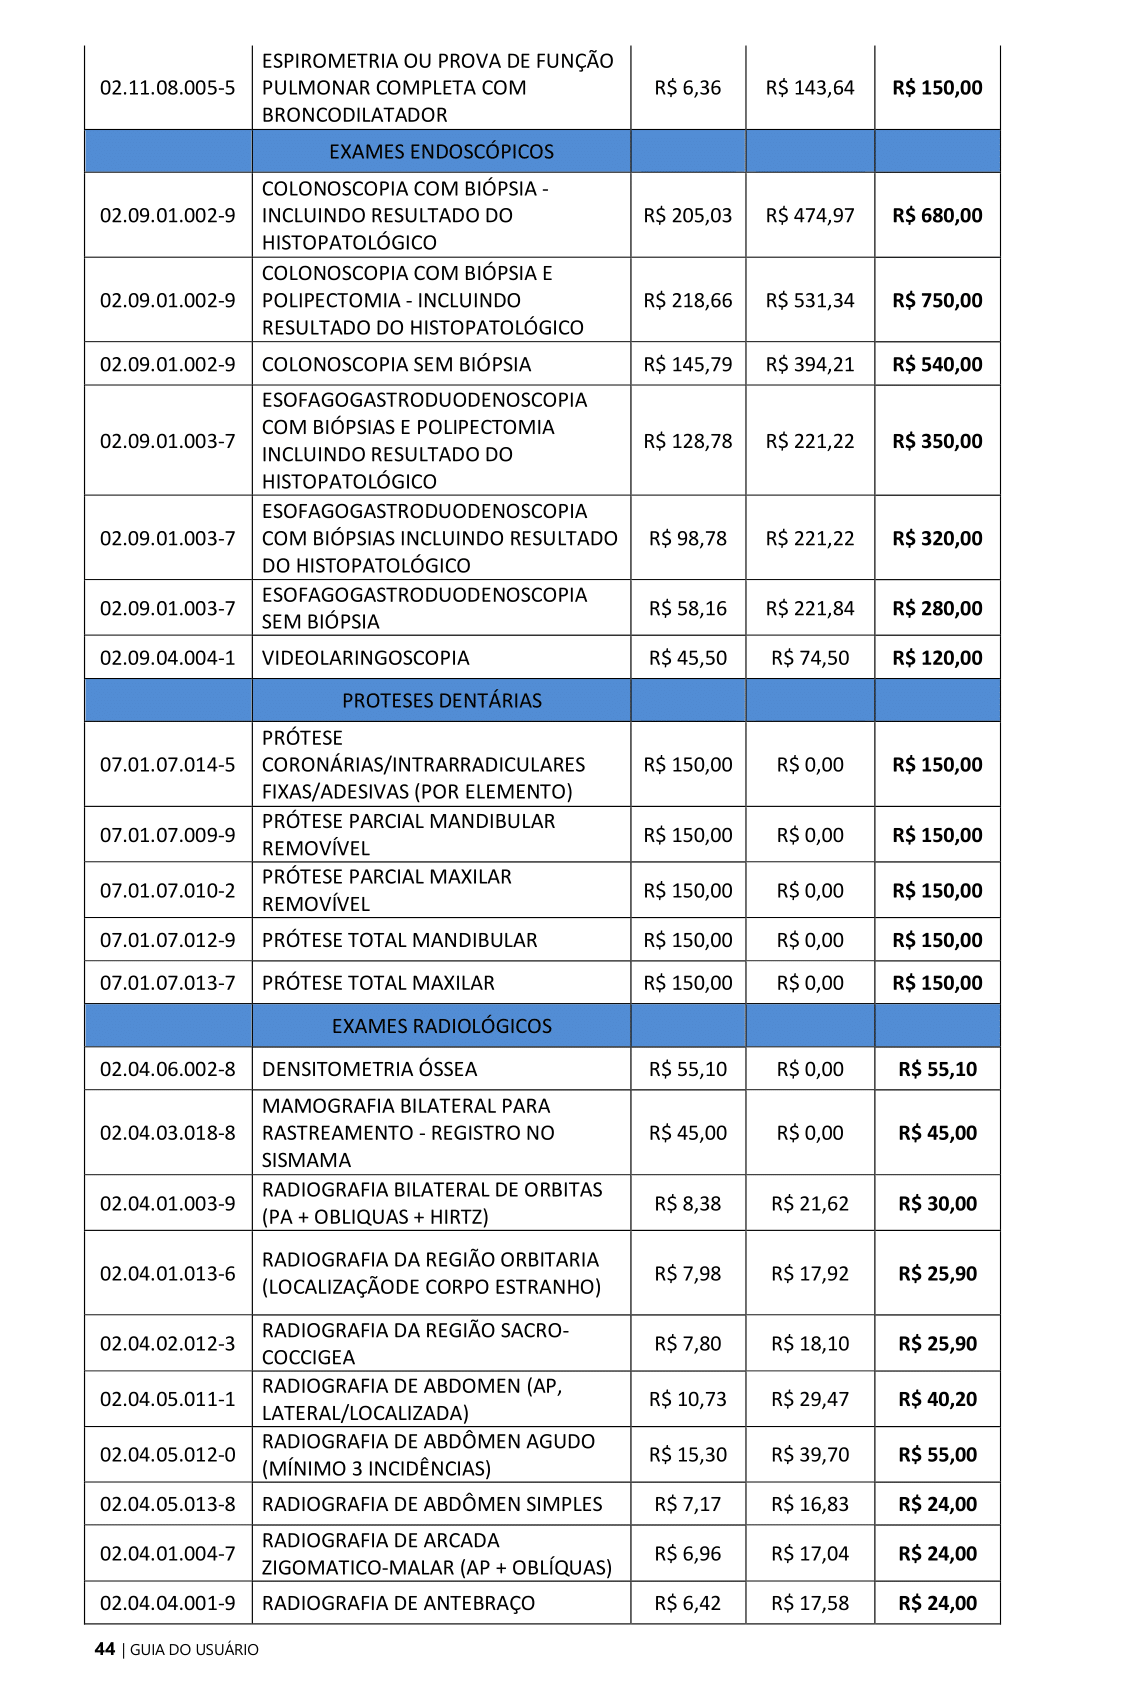 ESPIROMETRIA OU PROVA DE FUNÇÃO
02.11.08.005-5 PULMONAR COMPLETA COM R$ 6,36 R$ 143,64 R$ 150,00
BRONCODILATADOR
EXAMES ENDOSCÓPICOS
COLONOSCOPIA COM BIÓPSIA -
02.09.01.002-9 INCLUINDO RESULTADO DO R$ 205,03 R$ 474,97 R$ 680,00
HISTOPATOLÓGICO
COLONOSCOPIA COM BIÓPSIA E
02.09.01.002-9 POLIPECTOMIA - INCLUINDO R$ 218,66 R$ 531,34 R$ 750,00
RESULTADO DO HISTOPATOLÓGICO
02.09.01.002-9 COLONOSCOPIA SEM BIÓPSIA R$ 145,79 R$ 394,21 R$ 540,00
ESOFAGOGASTRODUODENOSCOPIA
COM BIÓPSIAS E POLIPECTOMIA
02.09.01.003-7 INCLUINDO RESULTADO DO R$ 128,78 R$ 221,22 R$ 350,00
HISTOPATOLÓGICO
ESOFAGOGASTRODUODENOSCOPIA
02.09.01.003-7 COM BIÓPSIAS INCLUINDO RESULTADO R$ 98,78 R$ 221,22 R$ 320,00
DO HISTOPATOLÓGICO
ESOFAGOGASTRODUODENOSCOPIA
02.09.01.003-7 SEM BIÓPSIA R$ 58,16 R$ 221,84 R$ 280,00
02.09.04.004-1 VIDEOLARINGOSCOPIA R$ 45,50 R$ 74,50 R$ 120,00
PROTESES DENTÁRIAS
PRÓTESE
07.01.07.014-5 CORONÁRIAS/INTRARRADICULARES R$ 150,00 R$ 0,00 R$ 150,00
FIXAS/ADESIVAS (POR ELEMENTO)
PRÓTESE PARCIAL MANDIBULAR
07.01.07.009-9 REMOVÍVEL R$ 150,00 R$ 0,00 R$ 150,00
PRÓTESE PARCIAL MAXILAR
07.01.07.010-2 REMOVÍVEL R$ 150,00 R$ 0,00 R$ 150,00
07.01.07.012-9 PRÓTESE TOTAL MANDIBULAR R$ 150,00 R$ 0,00 R$ 150,00
07.01.07.013-7 PRÓTESE TOTAL MAXILAR R$ 150,00 R$ 0,00 R$ 150,00
EXAMES RADIOLÓGICOS
02.04.06.002-8 DENSITOMETRIA ÓSSEA R$ 55,10 R$ 0,00 R$ 55,10
MAMOGRAFIA BILATERAL PARA
02.04.03.018-8 RASTREAMENTO - REGISTRO NO R$ 45,00 R$ 0,00 R$ 45,00
SISMAMA
RADIOGRAFIA BILATERAL DE ORBITAS
02.04.01.003-9 (PA + OBLIQUAS + HIRTZ) R$ 8,38 R$ 21,62 R$ 30,00
RADIOGRAFIA DA REGIÃO ORBITARIA
02.04.01.013-6 (LOCALIZAÇÃODE CORPO ESTRANHO) R$ 7,98 R$ 17,92 R$ 25,90
RADIOGRAFIA DA REGIÃO SACRO-
02.04.02.012-3 COCCIGEA R$ 7,80 R$ 18,10 R$ 25,90
RADIOGRAFIA DE ABDOMEN (AP,
02.04.05.011-1 LATERAL/LOCALIZADA) R$ 10,73 R$ 29,47 R$ 40,20
RADIOGRAFIA DE ABDÔMEN AGUDO
02.04.05.012-0 (MÍNIMO 3 INCIDÊNCIAS) R$ 15,30 R$ 39,70 R$ 55,00
02.04.05.013-8 RADIOGRAFIA DE ABDÔMEN SIMPLES R$ 7,17 R$ 16,83 R$ 24,00
RADIOGRAFIA DE ARCADA
02.04.01.004-7 ZIGOMATICO-MALAR (AP + OBLÍQUAS) R$ 6,96 R$ 17,04 R$ 24,00
02.04.04.001-9 RADIOGRAFIA DE ANTEBRAÇO R$ 6,42 R$ 17,58 R$ 24,00
44 | GUIA DO USUÁRIO